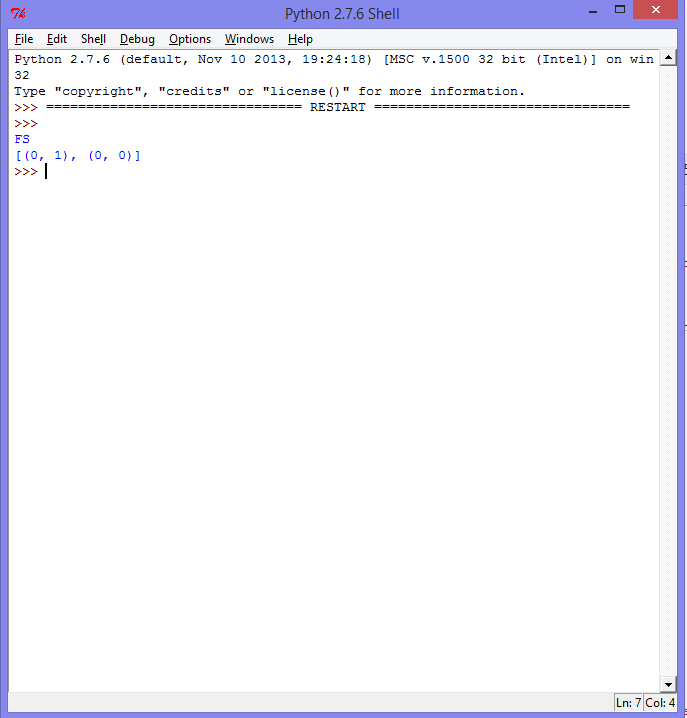 Python 2.7.6 Shell
File Edit Shell Debug Options Windows Help
Python 2.7.6 (default, Nov 10 2013, 19:24:18) [MSC v.1500 32 bit (Intel)] on win
32
Type "copyright", "credits" or "license()" for more information.
>>> ================================ RESTART ================================
>>>
FS
[(0, 1), (0, 0)]
>>>
Ln: 7 Col: 4